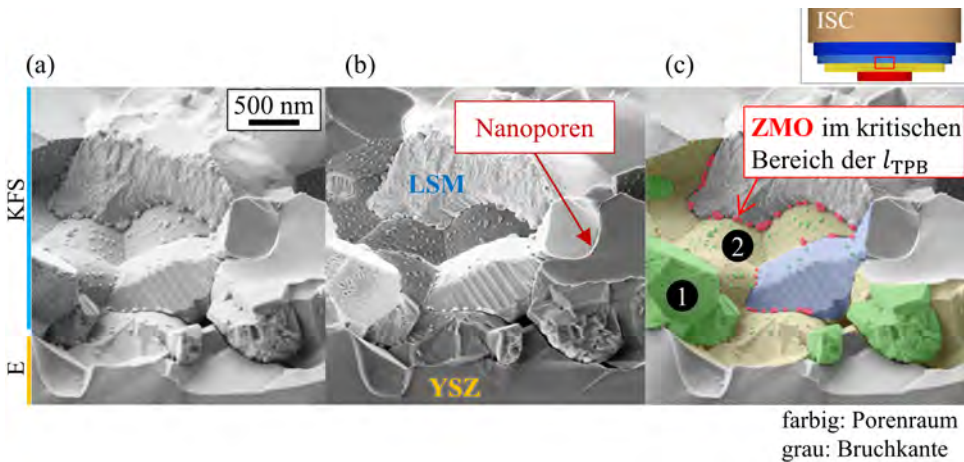 ISC
(a)
(b)
(c)
500 nm
Nanoporen
ZMO im kritischen
Bereich der lTPB
LSM
KFS
2
1
E
YSZ
farbig: Porenraum
grau: Bruchkante